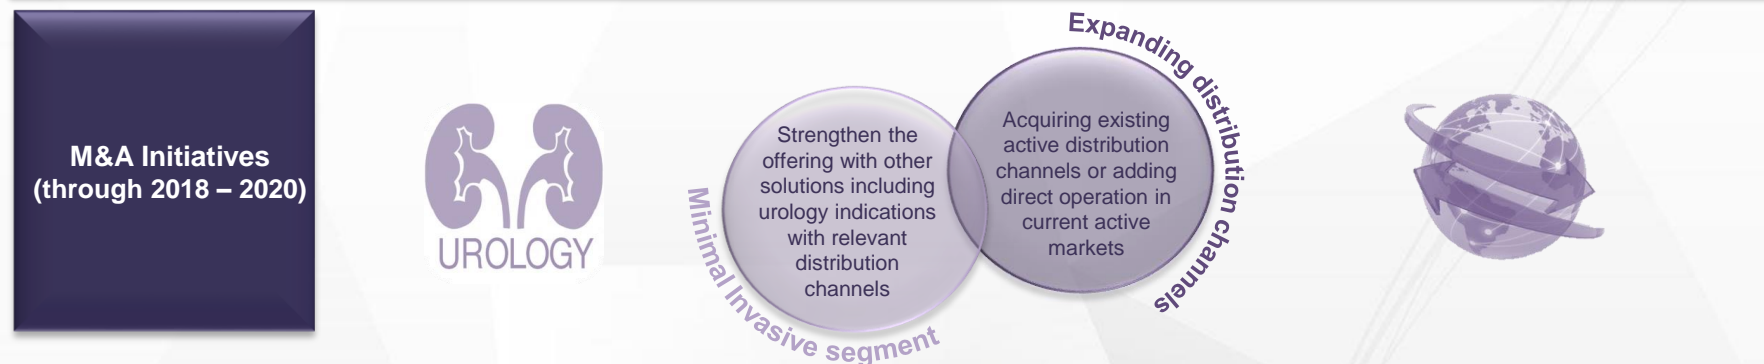 M&A Initiatives
(through 2018 – 2020)
UROLOGY
Minimal Invasive segment
Strengthen the
offering with other
solutions including
urology indications
with relevant
distribution
channels
Expanding distribution channels
Acquiring existing
active distribution
channels or adding
direct operation in
current active
markets